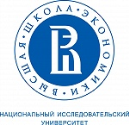 ВЫСШАЯ ШКОЛА ЭКОНОМИКИ
НАЦИОНАЛЬНЫЙ ИССЛЕДОВАТЕЛЬСКИЙ
УНИВЕРСИТЕТ